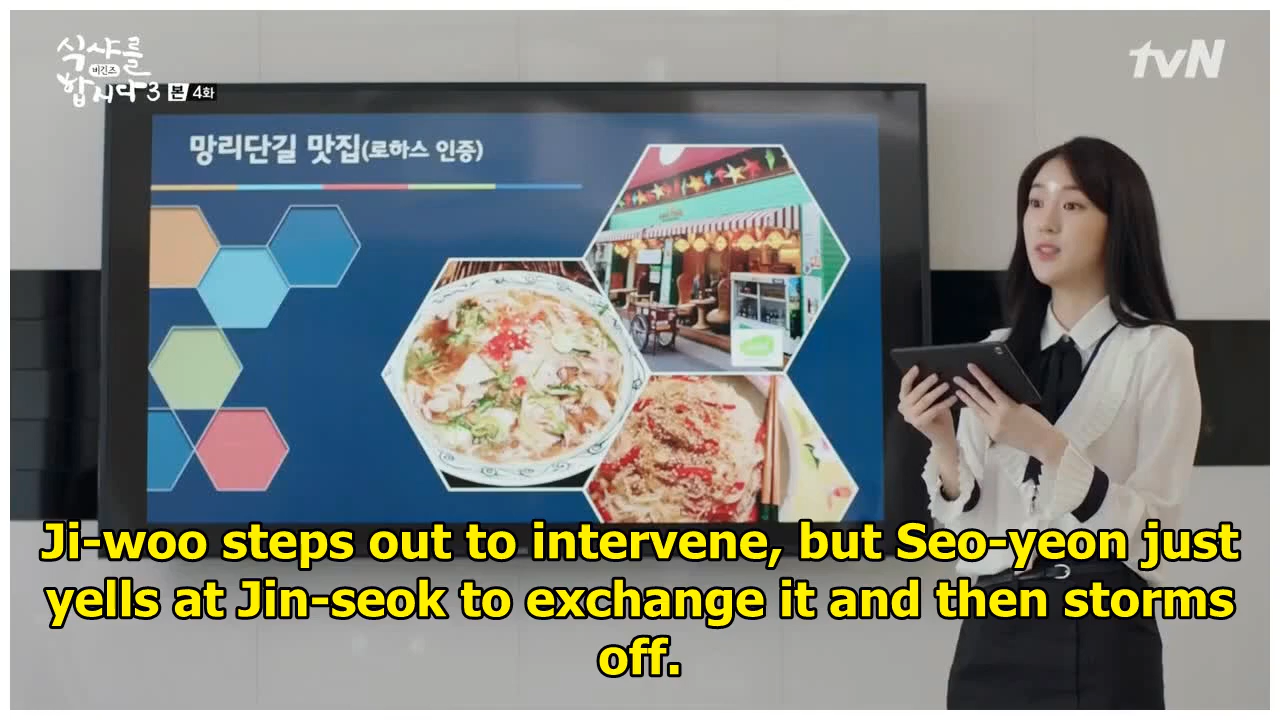 식샤를
비긴즈
합시다3 본 4화
tvN
망리단길 맛집(로하스 인증)
Ji-woo steps out to intervene, but Seo-yeon just
yells at Jin-seok to exchange it and then storms
off.